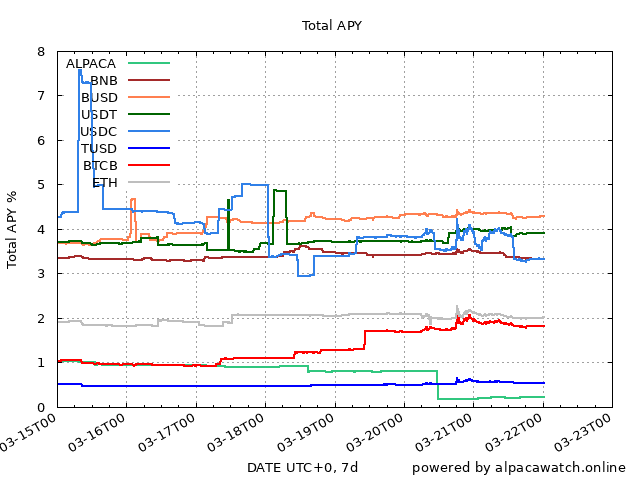 Total APY
Total APY %
8
7
6
5
4
3
2
1
0
ALPACA
BNB
BUSD
USDT
USDC
TUSD
BTCB
ETH
03-15T00
03-16T00
03-17T00
03-18T00
03-19T00
03-20T00
03-21T00
03-22T00
03-23T00
DATE UTC+0, 7d
powered by alpacawatch.online